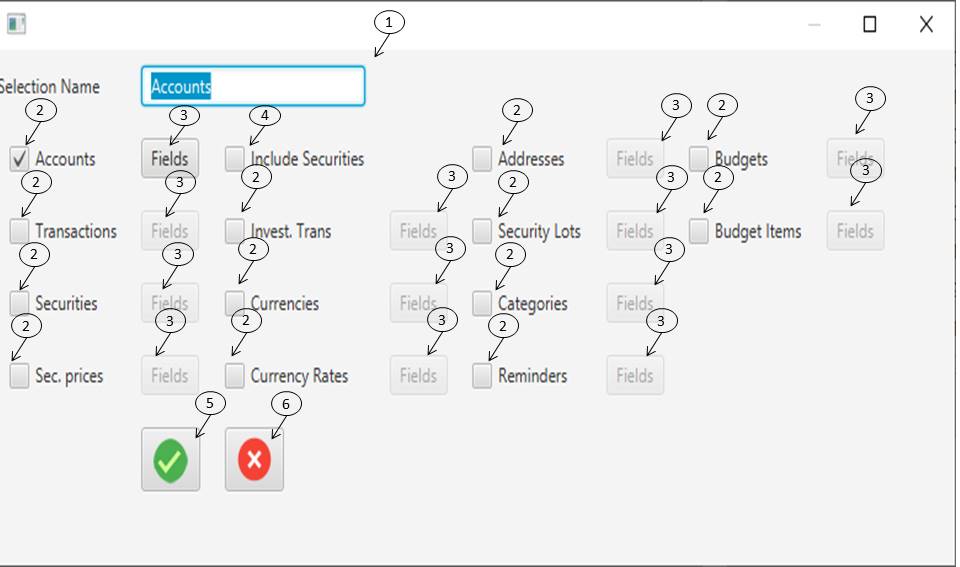 1
Selection Name Accounts
2 3 4 2 3 2 3
Accounts Fields Include Securities Addresses Fields Budgets Fields
2 3 2 3 2 3 2 3
Transactions Fields Invest. Trans Fields Security Lots Fields Budget Items Fields
2 3 2 3 2 3
Securities Fields Currencies Fields Categories Fields
2 3 2 3 2 3
Sec. prices Fields Currency Rates Fields Reminders Fields
5 6